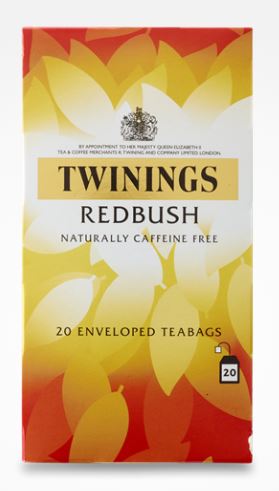 BY APPOINTMENT TO HER MAJESTY QUEEN ELIZABETH II
TEA & COFFEE MERCHANTS R. TWINING AND COMPANY LIMITED LONDON.
TWININGS
REDBUSH
NATURALLY CAFFEINE FREE
20 ENVELOPED TEABAGS
20